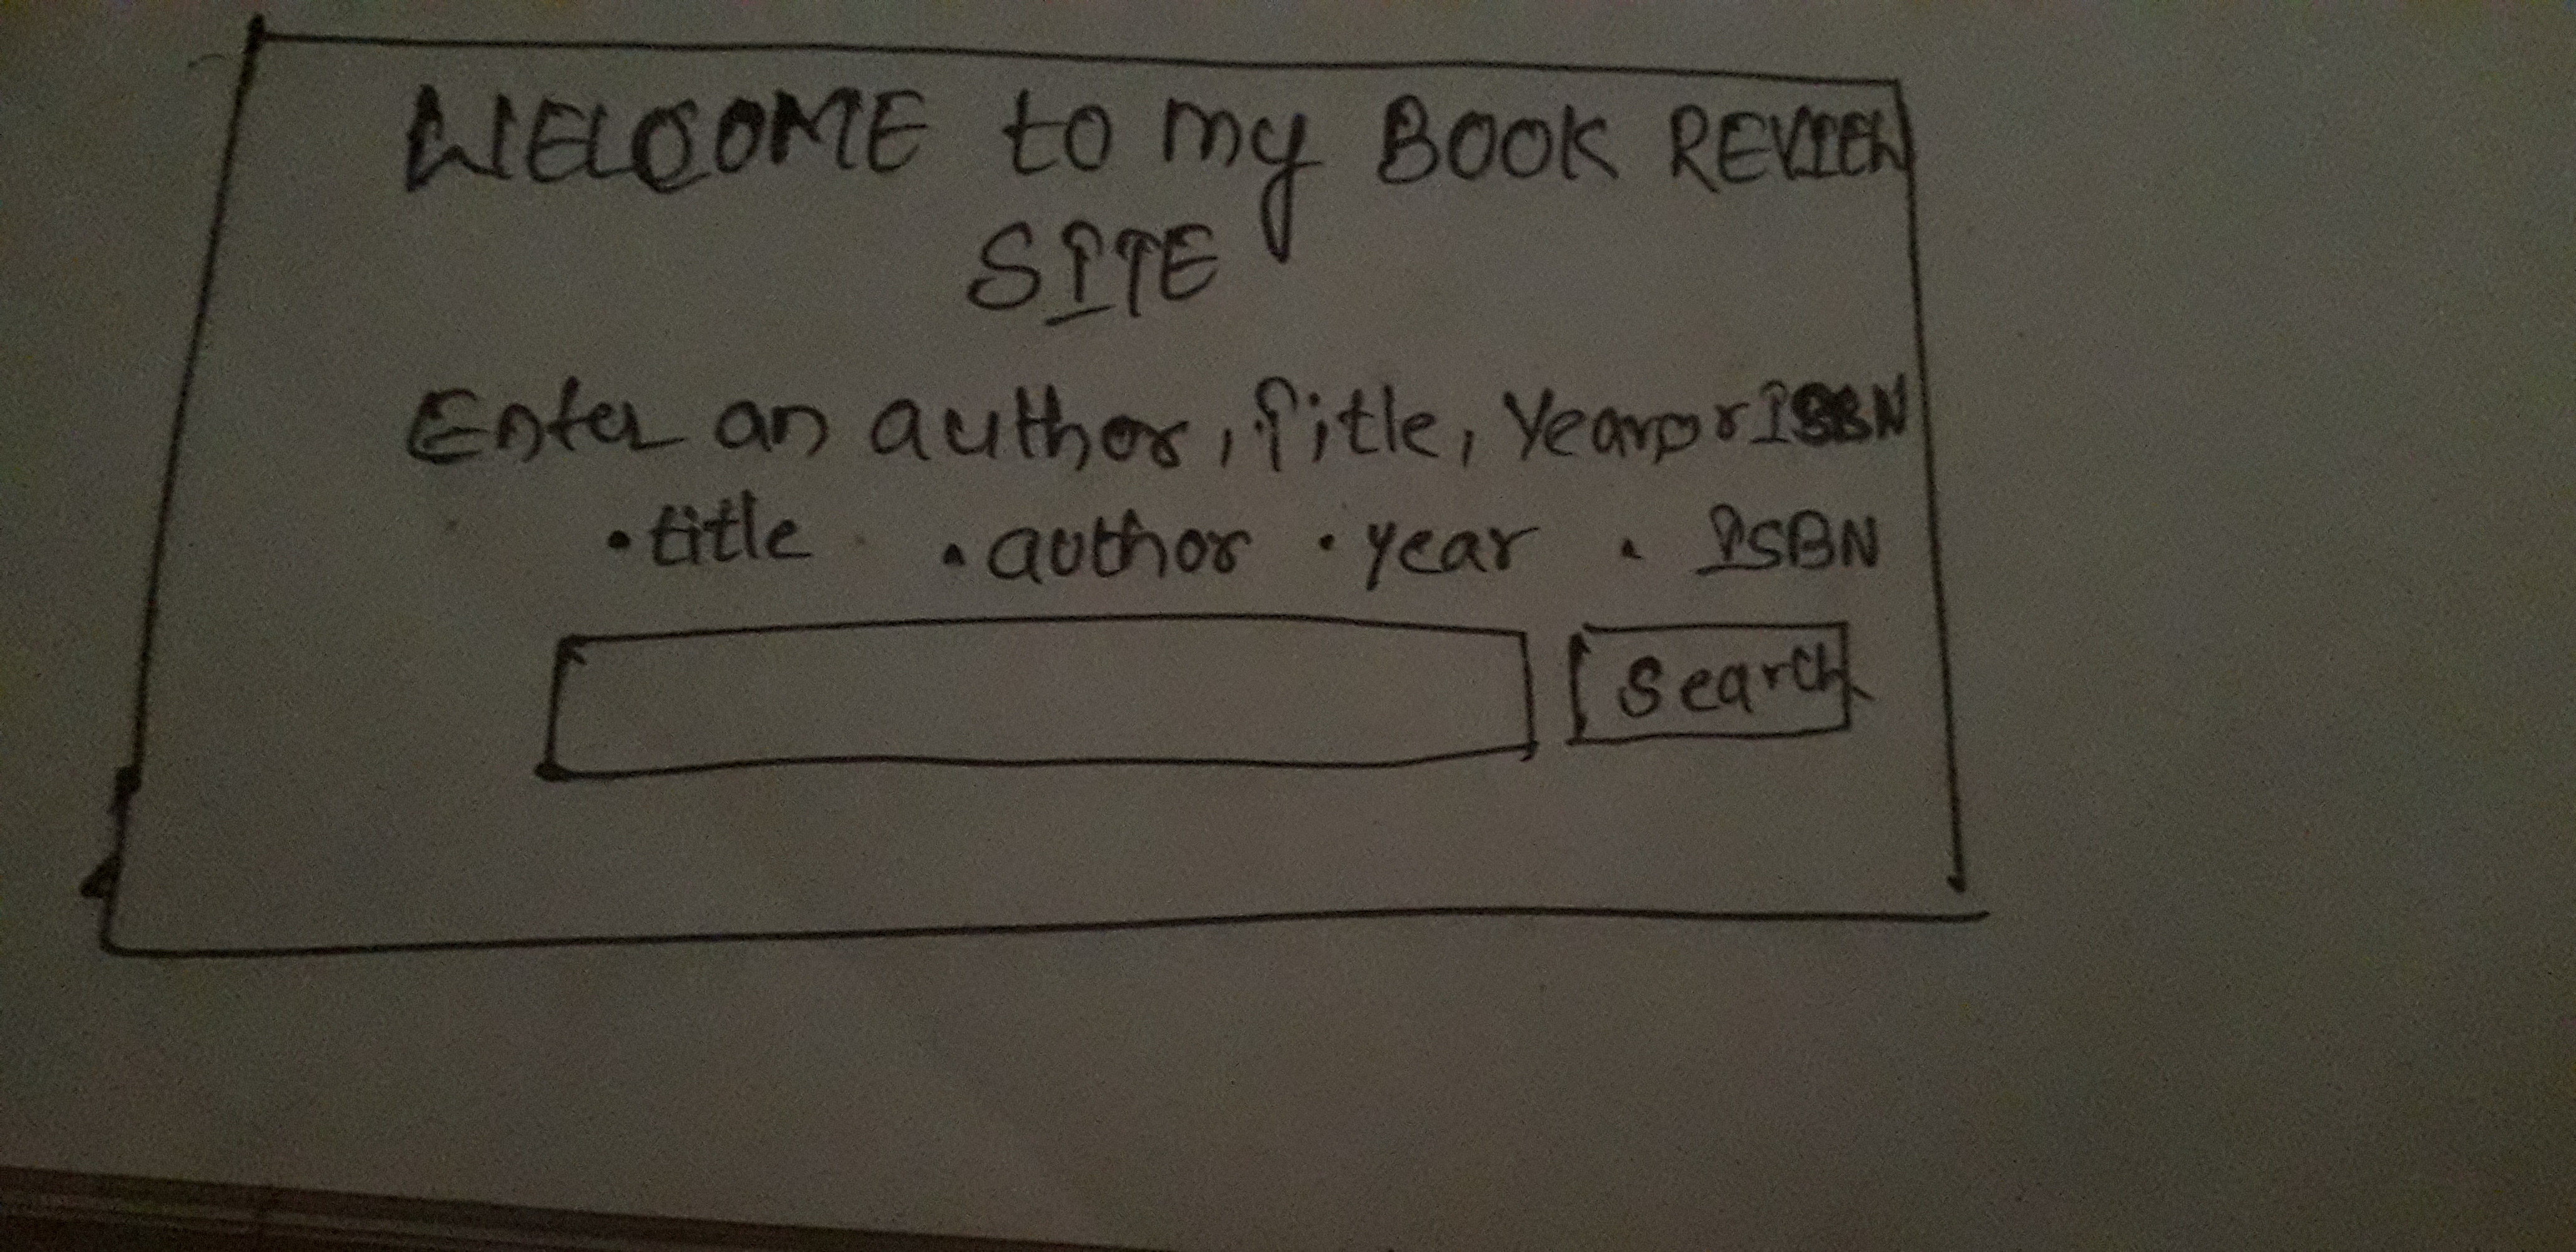 WELCOME to my BOOK REVIEW
SITE
Enter an author, title, Year or ISBN
• title • author • year • ISBN
Search